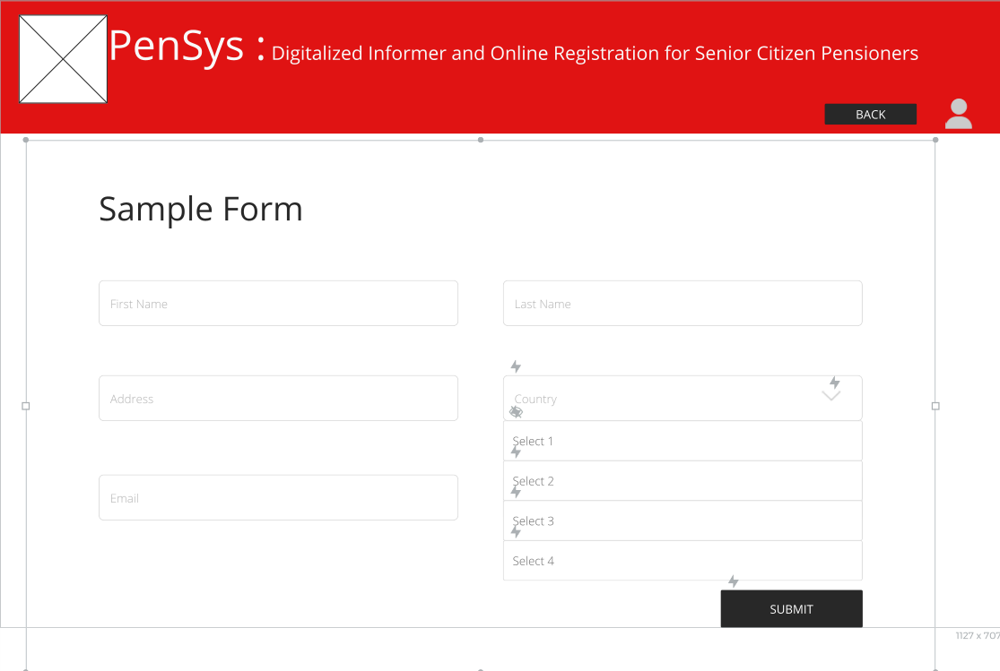 PenSys : Digitalized Informer and Online Registration for Senior Citizen Pensioners
BACK
Sample Form
First Name
Last Name
Address
Country
Select 1
Select 2
Email
Select 3
Select 4
SUBMIT
1127 x 707